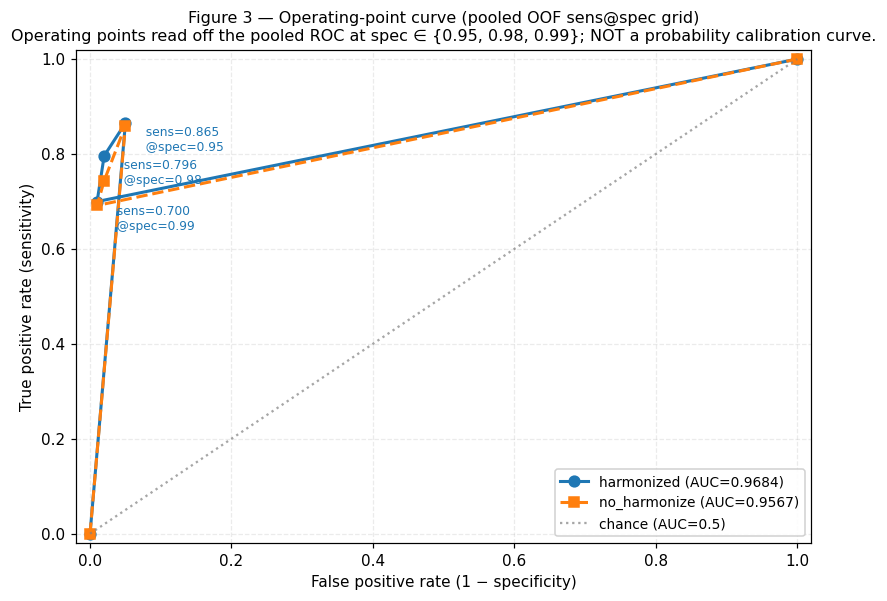 Figure 3 — Operating-point curve (pooled OOF sens@spec grid)
Operating points read off the pooled ROC at spec ∈ {0.95, 0.98, 0.99}; NOT a probability calibration curve.
True positive rate (sensitivity)
1.0
0.8
0.6
0.4
0.2
0.0
sens=0.865
@spec=0.95
sens=0.796
@spec=0.98
sens=0.700
@spec=0.99
harmonized (AUC=0.9684)
no_harmonize (AUC=0.9567)
chance (AUC=0.5)
0.0 0.2 0.4 0.6 0.8 1.0
False positive rate (1 − specificity)